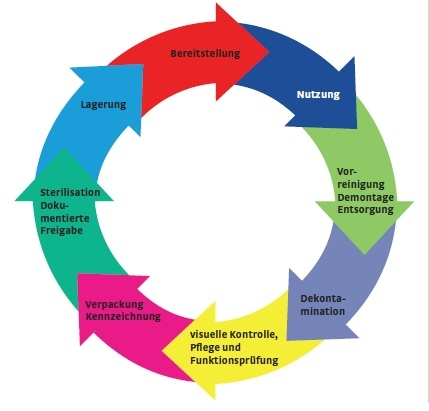 Bereitstellung
Nutzung
Vor-
reinigung
Demontage
Entsorgung
Dekonta-
mination
visuelle Kontrolle,
Pflege und
Funktionsprüfung
Verpackung
Kennzeichnung
Sterilisation
Doku-
mentierte
Freigabe
Lagerung